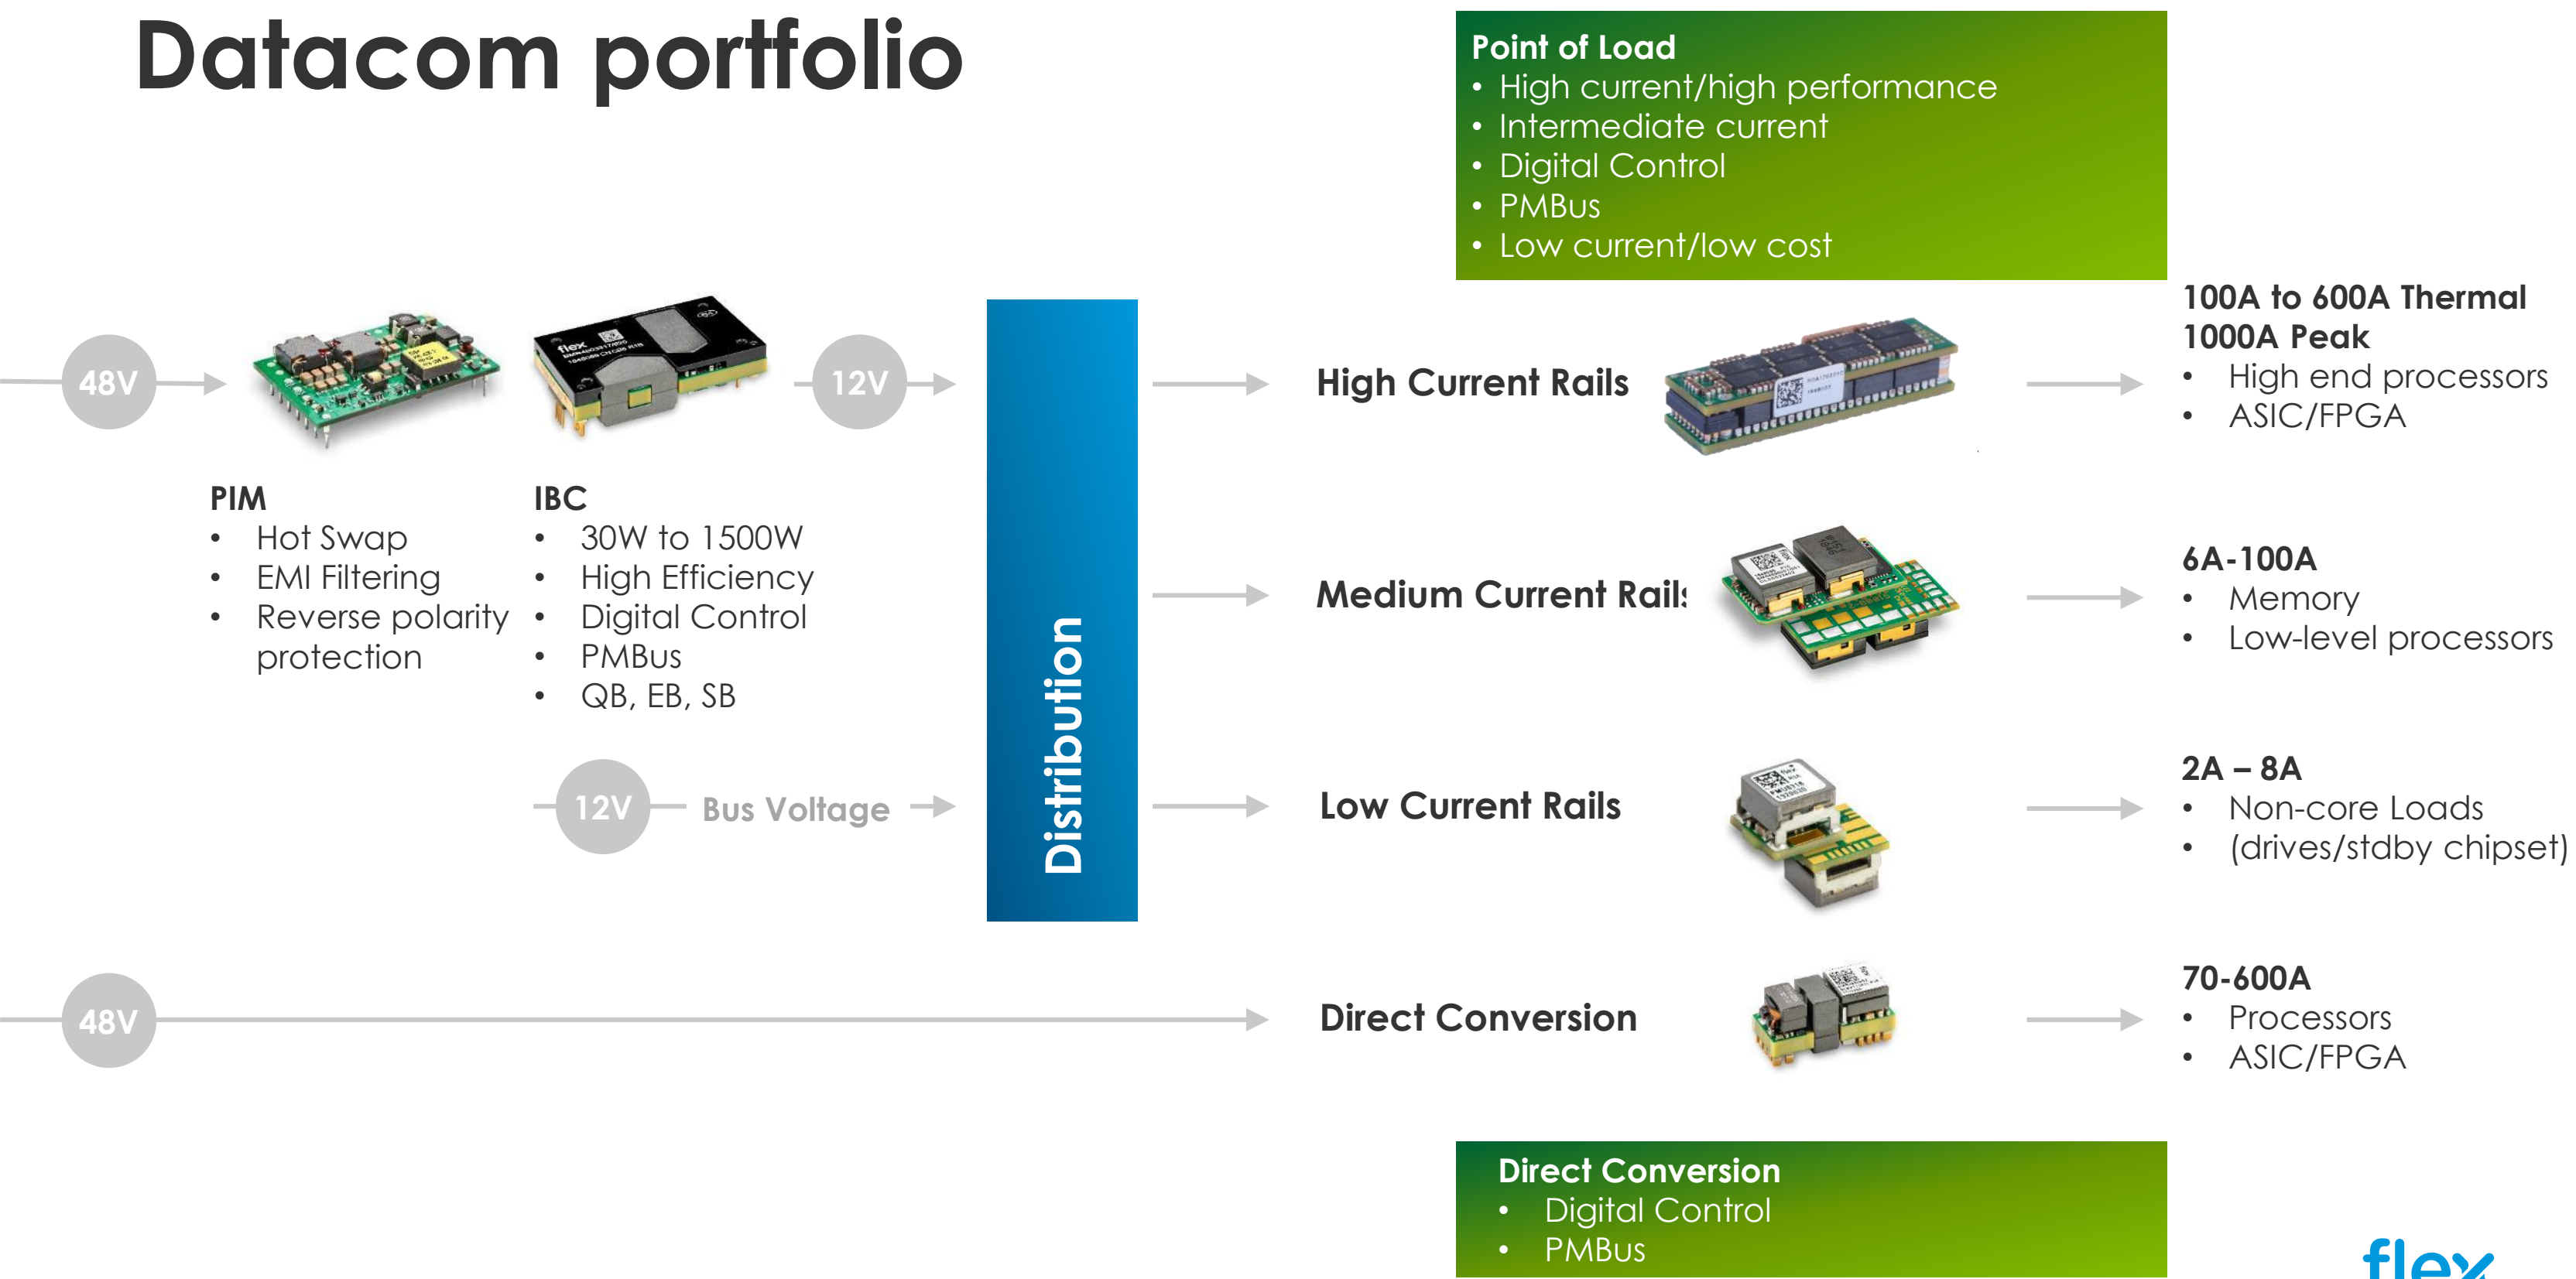 Datacom portfolio
Point of Load
• High current/high performance
• Intermediate current
• Digital Control
• PMBus
• Low current/low cost
48V
flex
12V
PIM
• Hot Swap
• EMI Filtering
• Reverse polarity
protection
IBC
• 30W to 1500W
• High Efficiency
• Digital Control
• PMBus
• QB, EB, SB
12V
Bus Voltage
Distribution
High Current Rails
100A to 600A Thermal
1000A Peak
• High end processors
• ASIC/FPGA
Medium Current Rails
6A-100A
• Memory
• Low-level processors
Low Current Rails
flex
2A – 8A
• Non-core Loads
• (drives/stdby chipset)
48V
Direct Conversion
70-600A
• Processors
• ASIC/FPGA
Direct Conversion
• Digital Control
• PMBus
flex